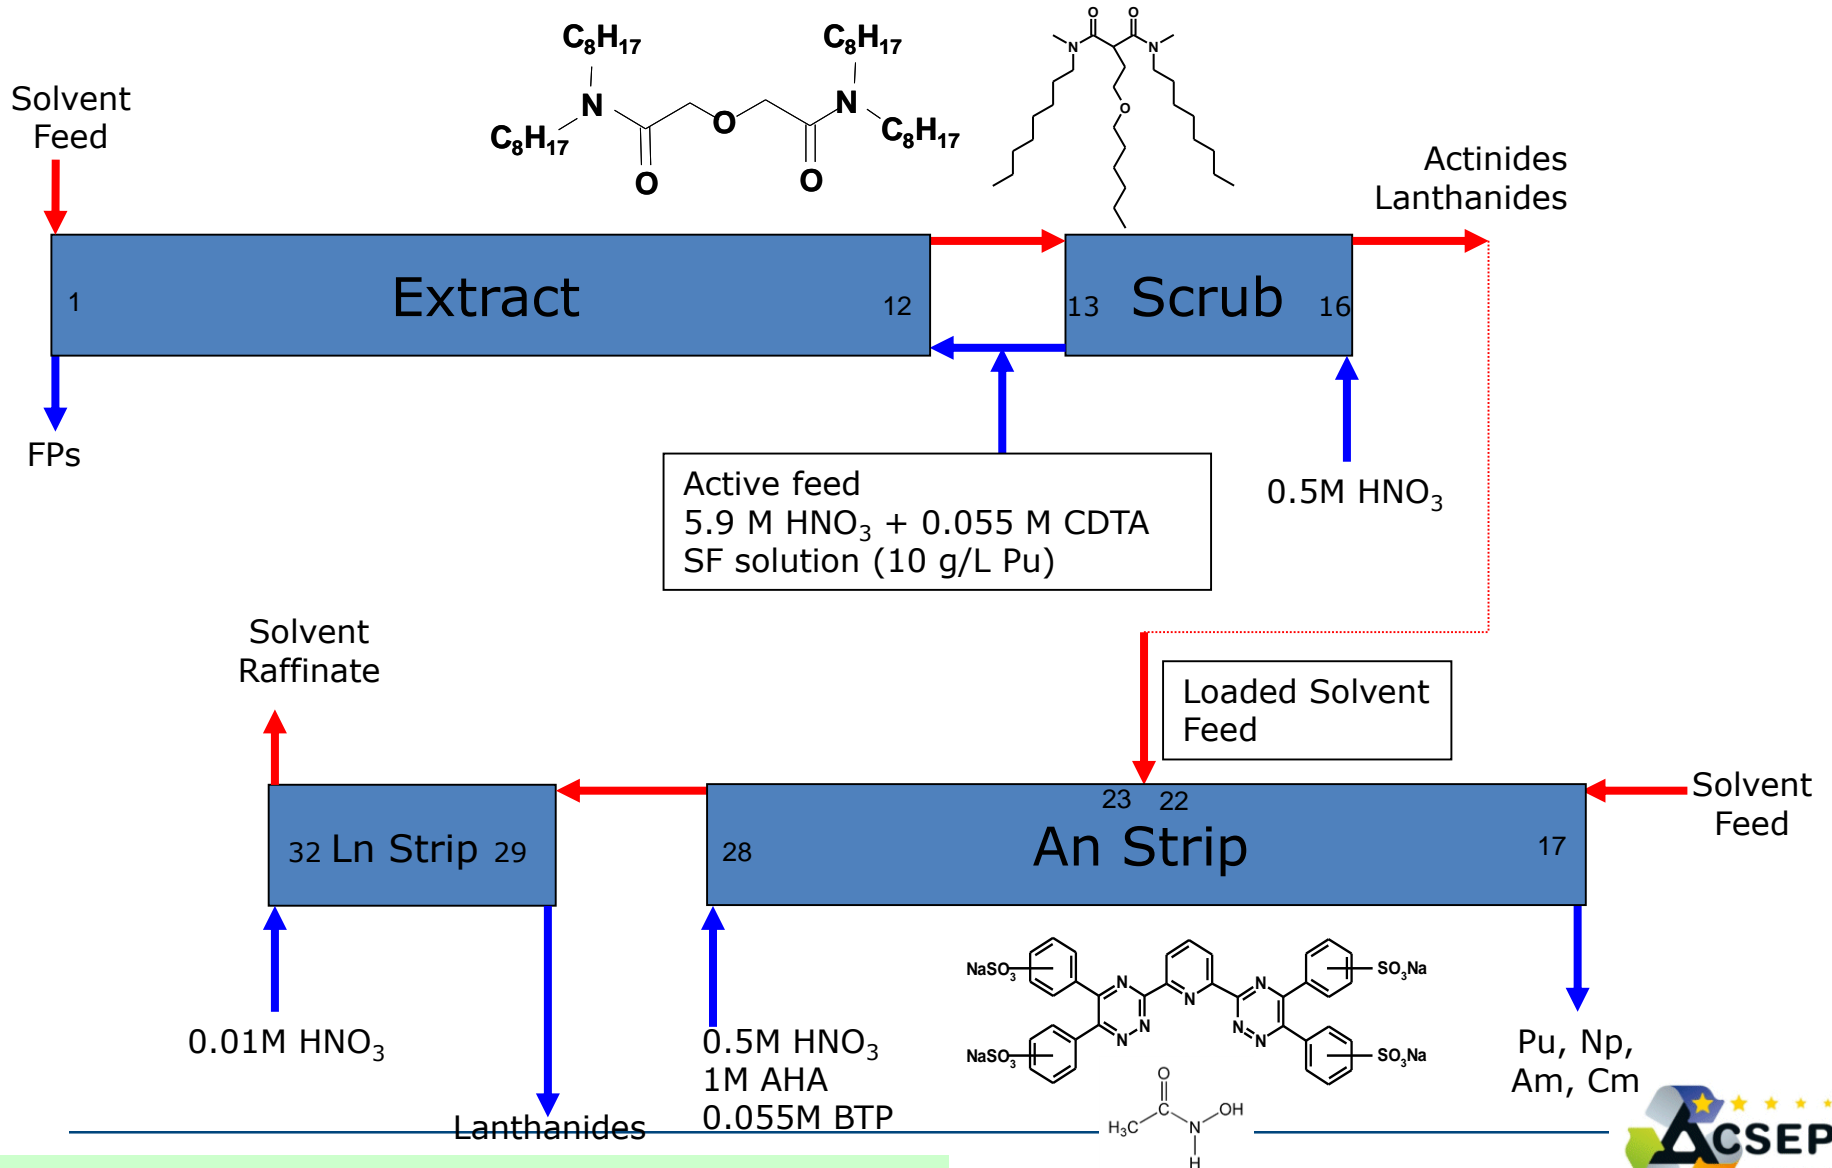 C₈H₁₇
C₈H₁₇
N
N
C₈H₁₇
O
C₈H₁₇
O
O
O
O
N
N
O
Solvent
Feed
Actinides
Lanthanides
1
Extract
12
13
Scrub
16
FPs
Active feed
5.9 M HNO₃ + 0.055 M CDTA
SF solution (10 g/L Pu)
0.5M HNO₃
Solvent
Raffinate
Loaded Solvent
Feed
Solvent
Feed
32 Ln Strip 29
28
23
22
An Strip
17
0.01M HNO₃
Lanthanides
0.5M HNO₃
1M AHA
0.055M BTP
NaSO₃
SO₃Na
N
N
N
N
N
N
N
NaSO₃
SO₃Na
O
H₃C
N
OH
H
Pu, Np,
Am, Cm
ACSEP